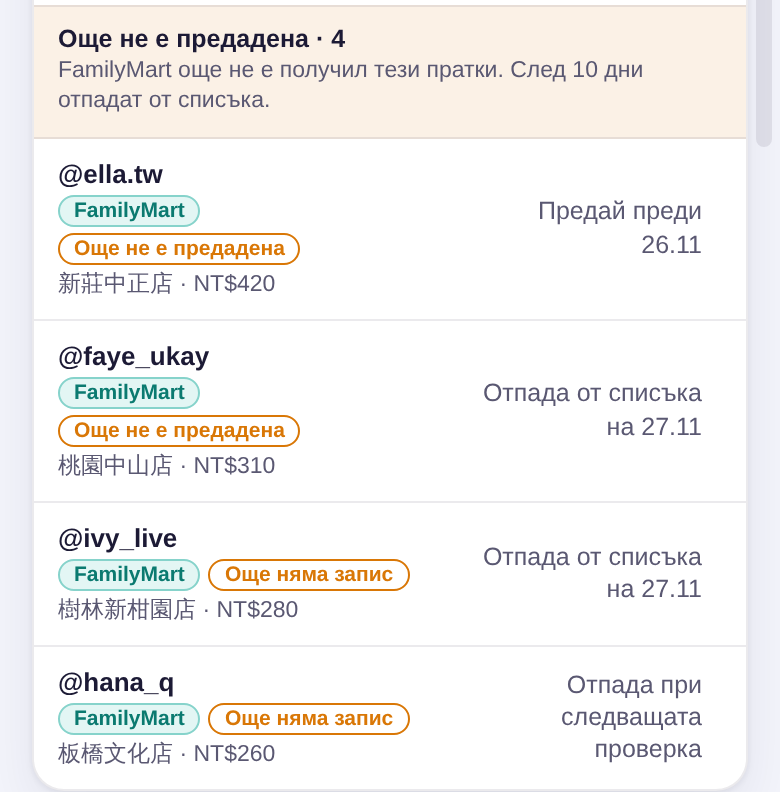 Още не е предадена · 4
FamilyMart още не е получил тези пратки. След 10 дни
отпадат от списъка.
@ella.tw
FamilyMart
Още не е предадена
新莊中正店 · NT$420
Предай преди
26.11
@faye_ukay
FamilyMart
Още не е предадена
桃園中山店 · NT$310
Отпада от списъка
на 27.11
@ivy_live
FamilyMart Още няма запис
樹林新柑園店 · NT$280
Отпада от списъка
на 27.11
@hana_q
FamilyMart Още няма запис
板橋文化店 · NT$260
Отпада при
следващата
проверка